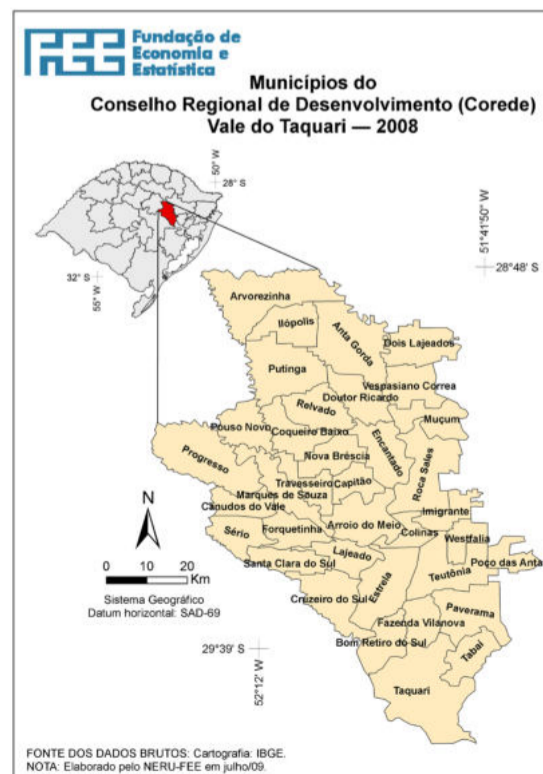 FEE
Fundação de
Economia e
Estatística
Municípios do
Conselho Regional de Desenvolvimento (Corede)
Vale do Taquari — 2008
50° W
28° S
32° S
55° W
51°41'50" W
28°48' S
Arvorezinha
Ilópolis
Anta Gorda
Dois Lajeados
Putinga
Vespasiano Correa
Doutor Ricardo
Relvado
Muçum
Pouso Novo
Coqueiro Baixo
Encantado
Nova Bréscia
Progresso
Roca Sales
Travesseiro
Capitão
Marques de Souza
Canudos do Vale
Imigrante
Sério
Forquetinha
Arroio do Meio
Colinas
Westfalia
Lajeado
Santa Clara do Sul
Poço das Anta
Teutônia
Estrela
Cruzeiro do Sul
Paverama
Fazenda Vilanova
Bom Retiro do Sul
Tabaí
Taquari
N
0 10 20
Km
Sistema Geográfico
Datum horizontal: SAD-69
29°39' S
52°12' W
FONTE DOS DADOS BRUTOS: Cartografia: IBGE.
NOTA: Elaborado pelo NERU-FEE em julho/09.